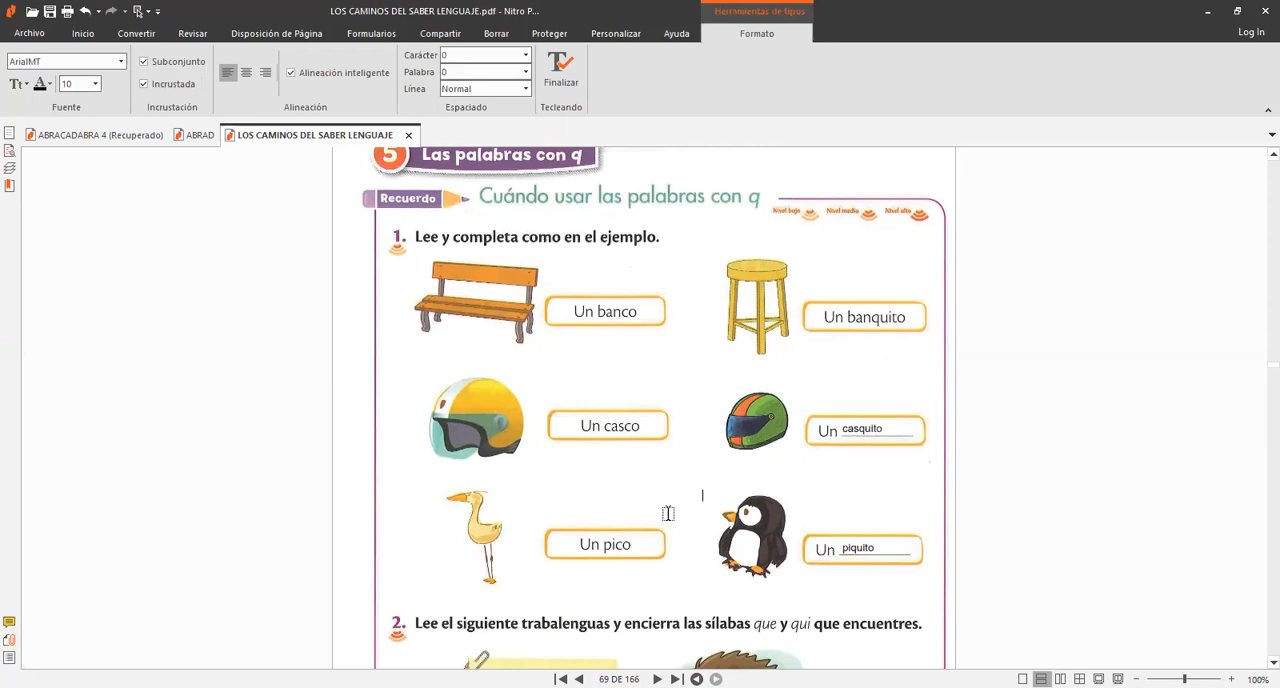 LOS CAMINOS DEL SABER LENGUAJE.pdf - Nitro P...
Herramientas de tipos
Archivo Inicio Convertir Revisar Disposición de Página Formularios Compartir Borrar Proteger Personalizar Ayuda Formato Log In
ArialMT Subconjunto Alineación inteligente Carácter 0
Tt A 10 Incrustada Palabra 0 Finalizar
Línea Normal
Fuente Incrustación Alineación Espaciado Tecleando
ABRACADABRA 4 (Recuperado) ABRAD LOS CAMINOS DEL SABER LENGUAJE
5 Las palabras con q
Recuerdo Cuándo usar las palabras con q
Nivel bajo Nivel medio Nivel alto
1. Lee y completa como en el ejemplo.
Un banco
Un banquito
Un casco
Un casquito
Un pico
Un piquito
2. Lee el siguiente trabalenguas y encierra las sílabas que y qui que encuentres.
69 DE 166
100%